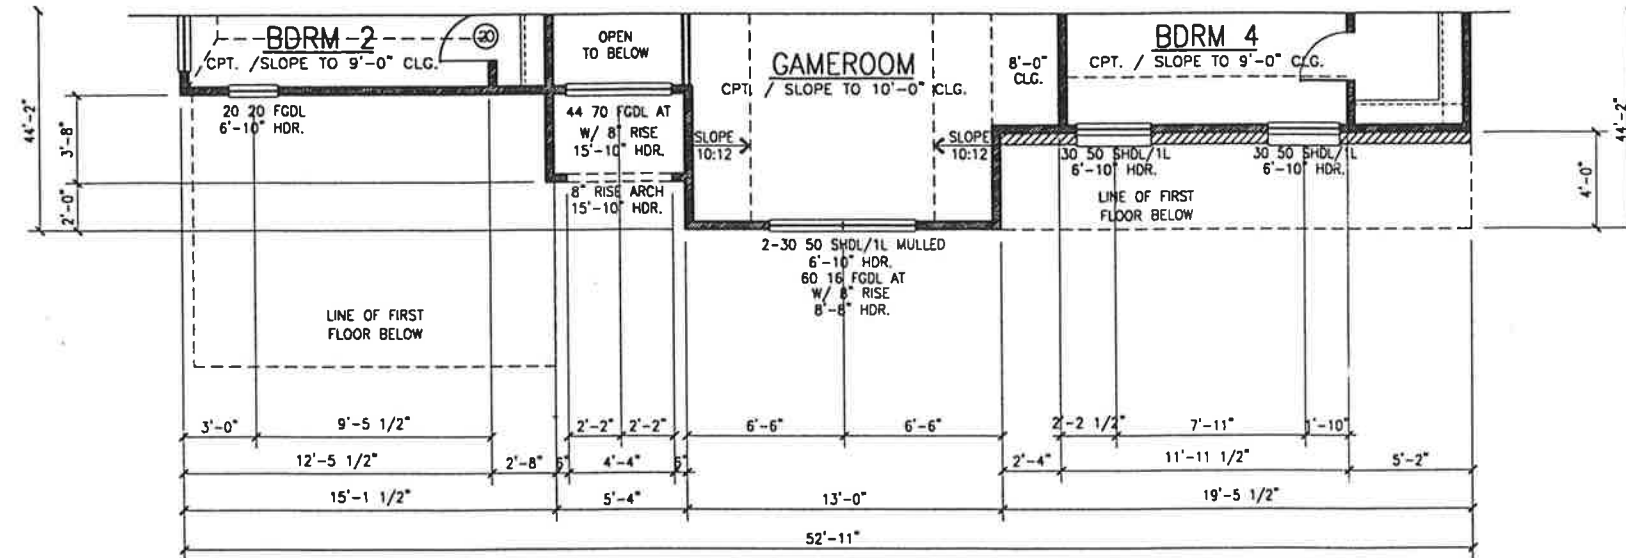 BDRM 2
CPT. / SLOPE TO 9'-0" CLG.
20
OPEN
TO BELOW
GAMEROOM
CPT. / SLOPE TO 10'-0" CLG.
8'-0"
CLG.
BDRM 4
CPT. / SLOPE TO 9'-0" CLG.
44'-2"
3'-8"
2'-0"
20 20 FGDL
6'-10" HDR.
44 70 FGDL AT
W/ 8" RISE
15'-10" HDR.
8" RISE ARCH
15'-10" HDR.
SLOPE
10:12
SLOPE
10:12
30 50 SHDL/1L
6'-10" HDR.
30 50 SHDL/1L
6'-10" HDR.
44'-2"
4'-0"
LINE OF FIRST
FLOOR BELOW
2-30 50 SHDL/1L MULLED
6'-10" HDR.
60 16 FGDL AT
W/ 8" RISE
8'-8" HDR.
LINE OF FIRST
FLOOR BELOW
3'-0" 9'-5 1/2" 2'-2" 2'-2" 6'-6" 6'-6" 2'-2 1/2" 7'-11" 1'-10"
12'-5 1/2" 2'-8" 6" 4'-4" 6" 2'-4" 11'-11 1/2" 5'-2"
15'-1 1/2" 5'-4" 13'-0" 19'-5 1/2"
52'-11"